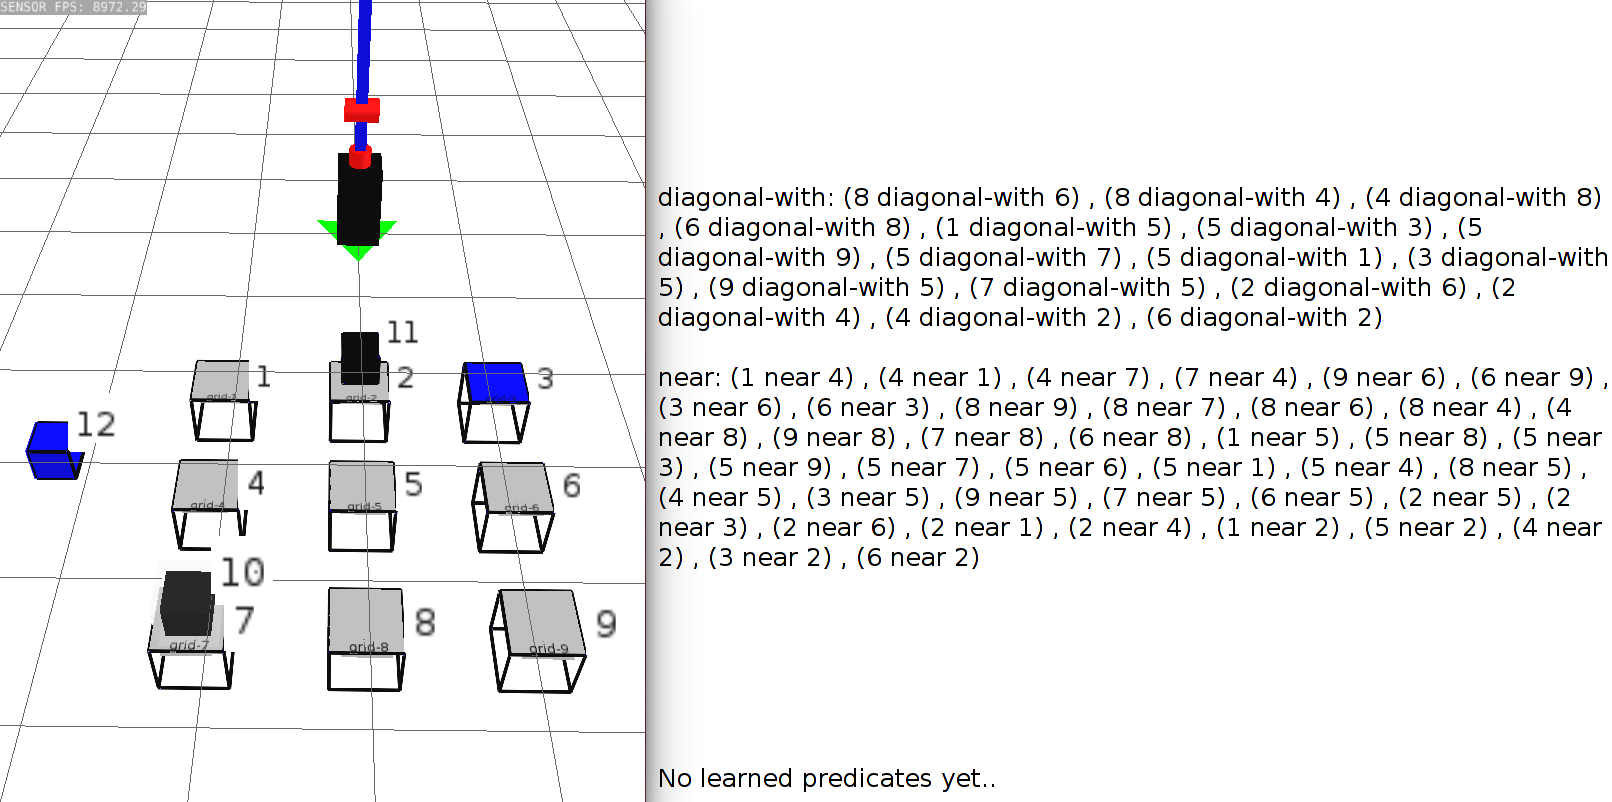 SENSOR FPS: 8972.29
11
1
2
3
grid-1
grid-2
12
4
5
6
grid-4
grid-5
grid-6
10
7
8
9
grid-7
grid-8
grid-9
diagonal-with: (8 diagonal-with 6) , (8 diagonal-with 4) , (4 diagonal-with 8)
, (6 diagonal-with 8) , (1 diagonal-with 5) , (5 diagonal-with 3) , (5
diagonal-with 9) , (5 diagonal-with 7) , (5 diagonal-with 1) , (3 diagonal-with
5) , (9 diagonal-with 5) , (7 diagonal-with 5) , (2 diagonal-with 6) , (2
diagonal-with 4) , (4 diagonal-with 2) , (6 diagonal-with 2)
near: (1 near 4) , (4 near 1) , (4 near 7) , (7 near 4) , (9 near 6) , (6 near 9) ,
(3 near 6) , (6 near 3) , (8 near 9) , (8 near 7) , (8 near 6) , (8 near 4) , (4
near 8) , (9 near 8) , (7 near 8) , (6 near 8) , (1 near 5) , (5 near 8) , (5 near
3) , (5 near 9) , (5 near 7) , (5 near 6) , (5 near 1) , (5 near 4) , (8 near 5) ,
(4 near 5) , (3 near 5) , (9 near 5) , (7 near 5) , (6 near 5) , (2 near 5) , (2
near 3) , (2 near 6) , (2 near 1) , (2 near 4) , (1 near 2) , (5 near 2) , (4 near
2) , (3 near 2) , (6 near 2)
No learned predicates yet..